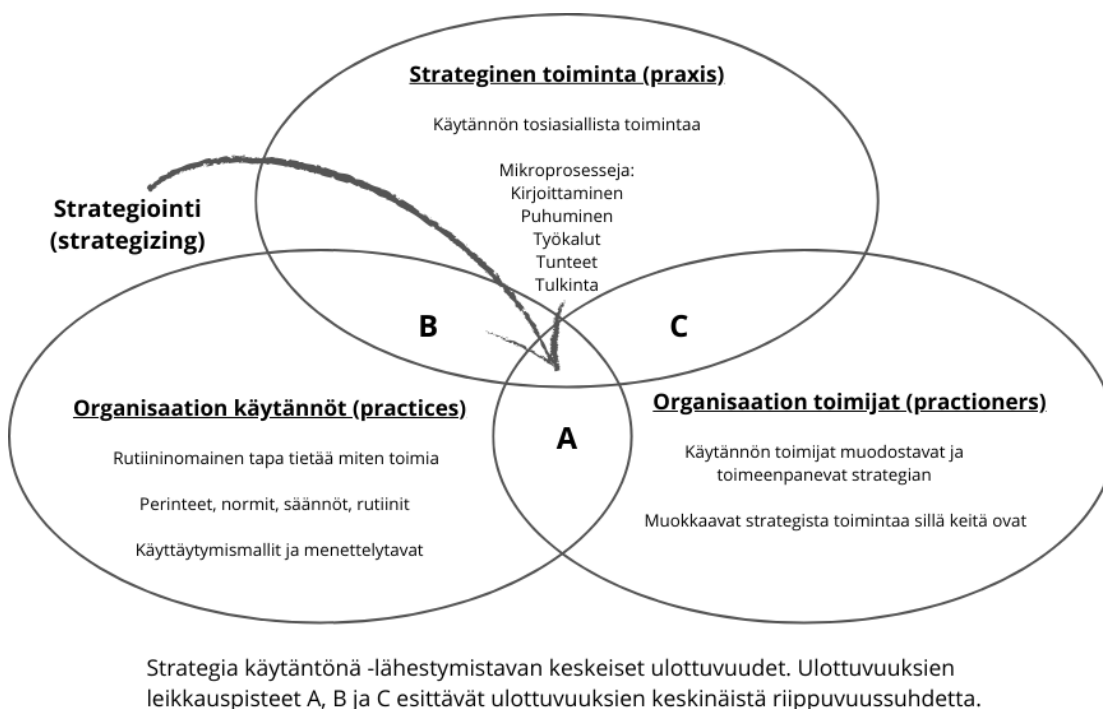 Strateginen toiminta (praxis)
Käytännön tosiasiallista toimintaa
Mikroprosesseja:
Kirjoittaminen
Puhuminen
Työkalut
Tunteet
Tulkinta
Strategiointi
(strategizing)
B
C
A
Organisaation käytännöt (practices)
Rutiininomainen tapa tietää miten toimia
Perinteet, normit, säännöt, rutiinit
Käyttäytymismallit ja menettelytavat
Organisaation toimijat (practioners)
Käytännön toimijat muodostavat ja
toimeenpanevat strategian
Muokkaavat strategista toimintaa sillä keitä ovat
Strategia käytäntönä -lähestymistavan keskeiset ulottuvuudet. Ulottuvuuksien
leikkauspisteet A, B ja C esittävät ulottuvuuksien keskinäistä riippuvuussuhdetta.